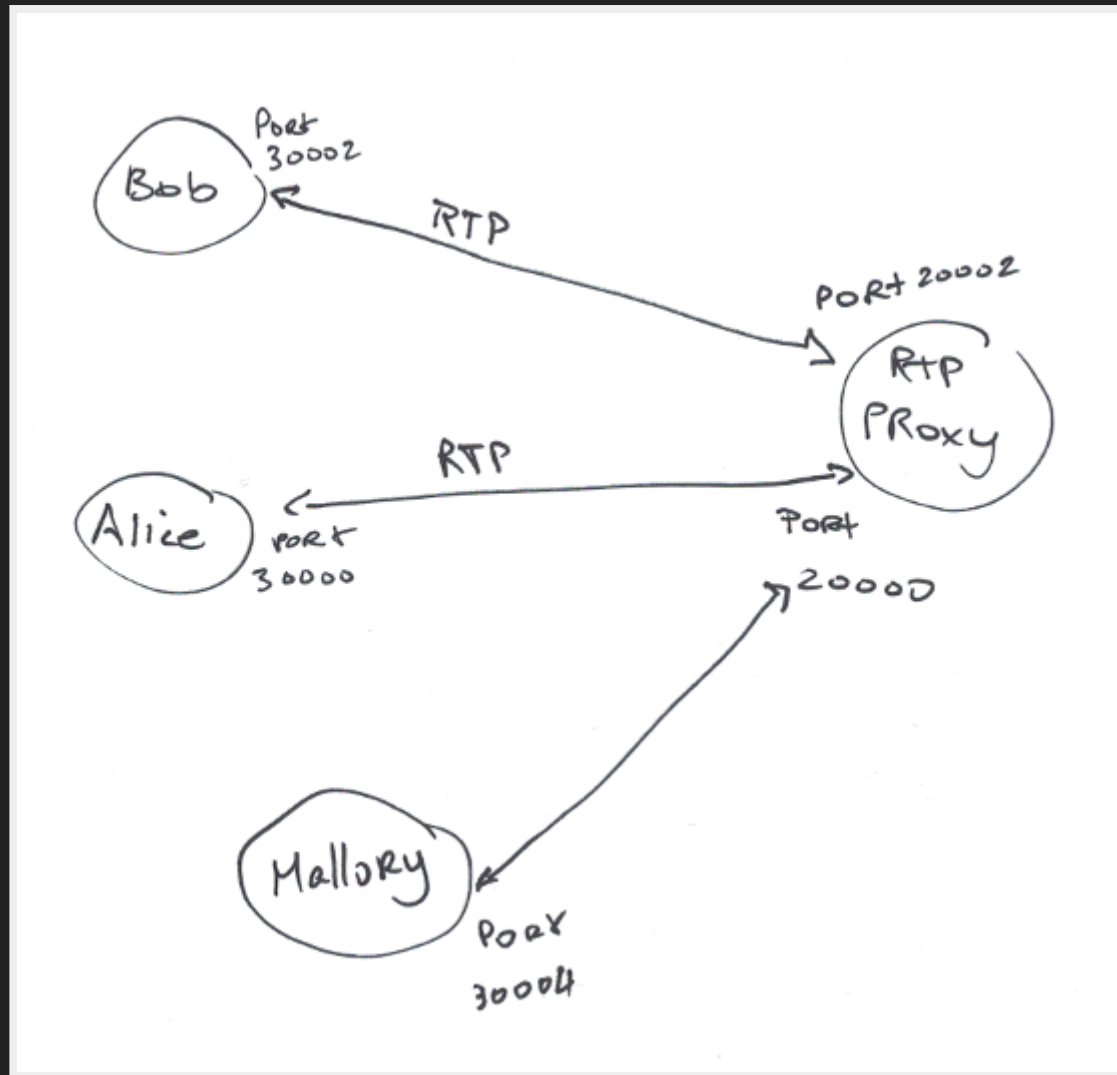 Port
30002
Bob
RTP
PORt 20002
RtP
PRoxy
RTP
Alice
PORt
30000
Port
20000
Mallory
Port
30004